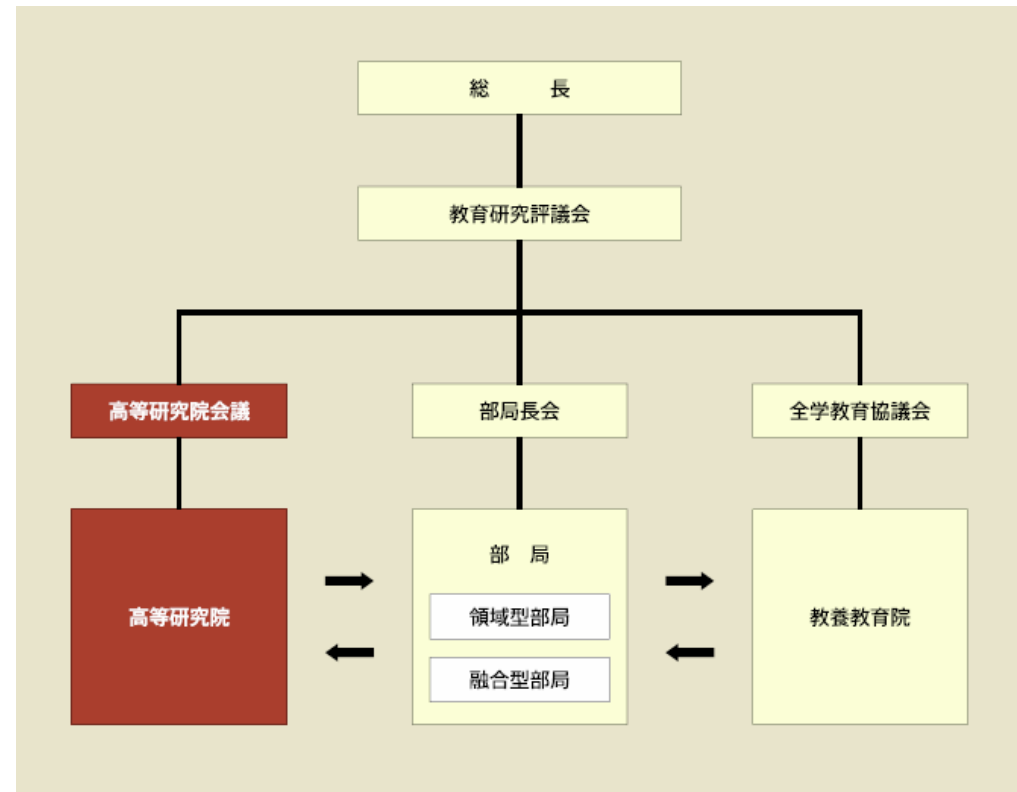 総　長
教育研究評議会
高等研究院会議
部局長会
全学教育協議会
高等研究院
部　局
領域型部局
融合型部局
教養教育院